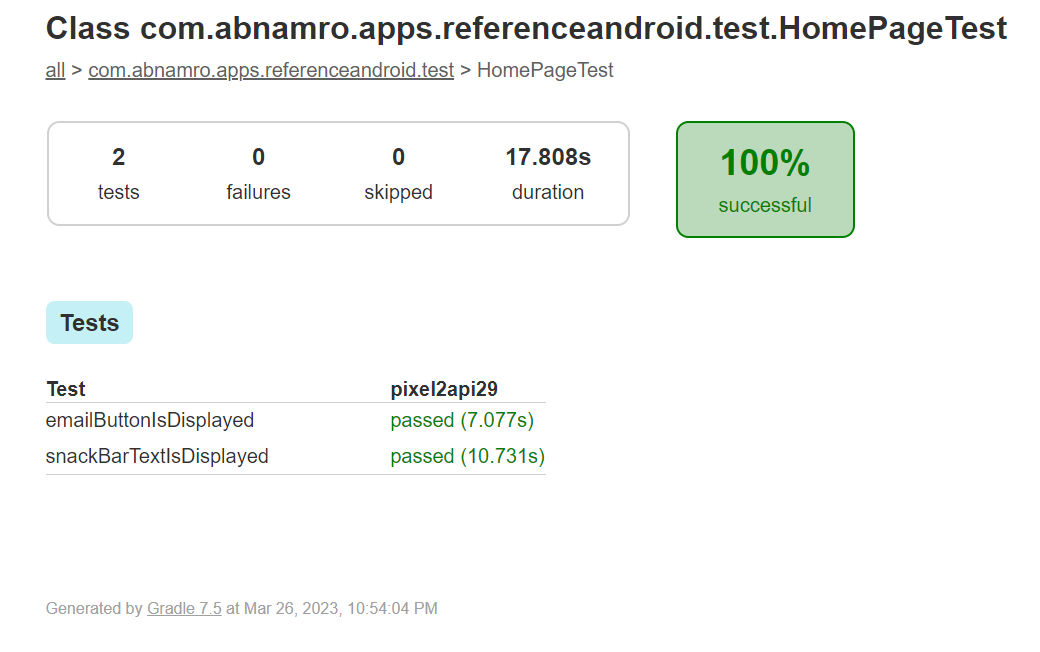 Class com.abnamro.apps.referenceandroid.test.HomePageTest
all > com.abnamro.apps.referenceandroid.test > HomePageTest
2 0 0 17.808s
tests failures skipped duration
100%
successful
Tests
Test pixel2api29
emailButtonIsDisplayed passed (7.077s)
snackBarTextIsDisplayed passed (10.731s)
Generated by Gradle 7.5 at Mar 26, 2023, 10:54:04 PM